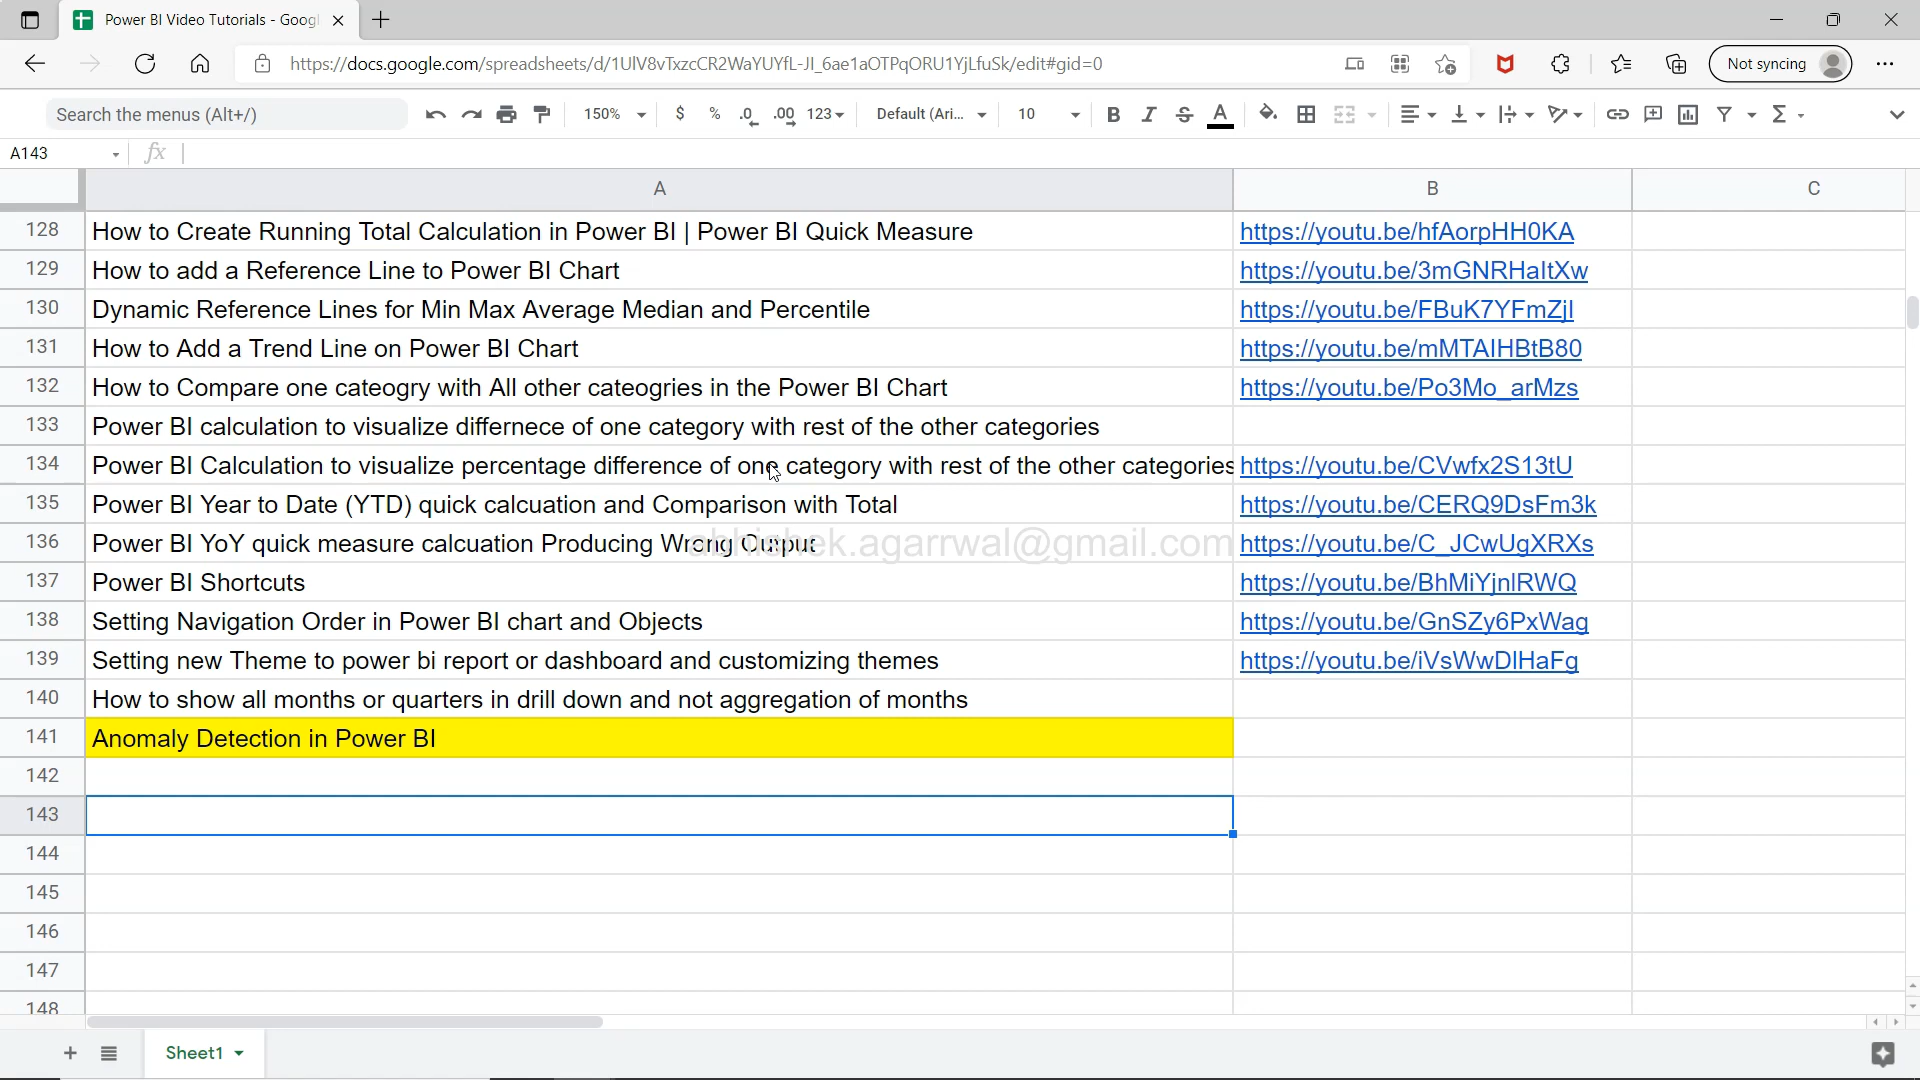 Power BI Video Tutorials - Googl
https://docs.google.com/spreadsheets/d/1UlV8vTxzcCR2WaYUYfL-JI_6ae1aOTPqORU1YjLfuSk/edit#gid=0
Not syncing
Search the menus (Alt+/)
150%
$
%
.0
.00
123
Default (Ari...
10
B
I
S
A
A143
fx
A
B
C
128 How to Create Running Total Calculation in Power BI | Power BI Quick Measure https://youtu.be/hfAorpHH0KA
129 How to add a Reference Line to Power BI Chart https://youtu.be/3mGNRHaltXw
130 Dynamic Reference Lines for Min Max Average Median and Percentile https://youtu.be/FBuK7YFmZjI
131 How to Add a Trend Line on Power BI Chart https://youtu.be/mMTAIHBtB80
132 How to Compare one cateogry with All other cateogries in the Power BI Chart https://youtu.be/Po3Mo_arMzs
133 Power BI calculation to visualize differnece of one category with rest of the other categories
134 Power BI Calculation to visualize percentage difference of one category with rest of the other categories https://youtu.be/CVwfx2S13tU
135 Power BI Year to Date (YTD) quick calcuation and Comparison with Total https://youtu.be/CERQ9DsFm3k
136 Power BI YoY quick measure calcuation Producing Wrong Output https://youtu.be/C_JCwUgXRXs
abhishek.agarrwal@gmail.com
137 Power BI Shortcuts https://youtu.be/BhMiYjnlRWQ
138 Setting Navigation Order in Power BI chart and Objects https://youtu.be/GnSZy6PxWag
139 Setting new Theme to power bi report or dashboard and customizing themes https://youtu.be/iVsWwDIHaFg
140 How to show all months or quarters in drill down and not aggregation of months
141 Anomaly Detection in Power BI
142
143
144
145
146
147
148
Sheet1